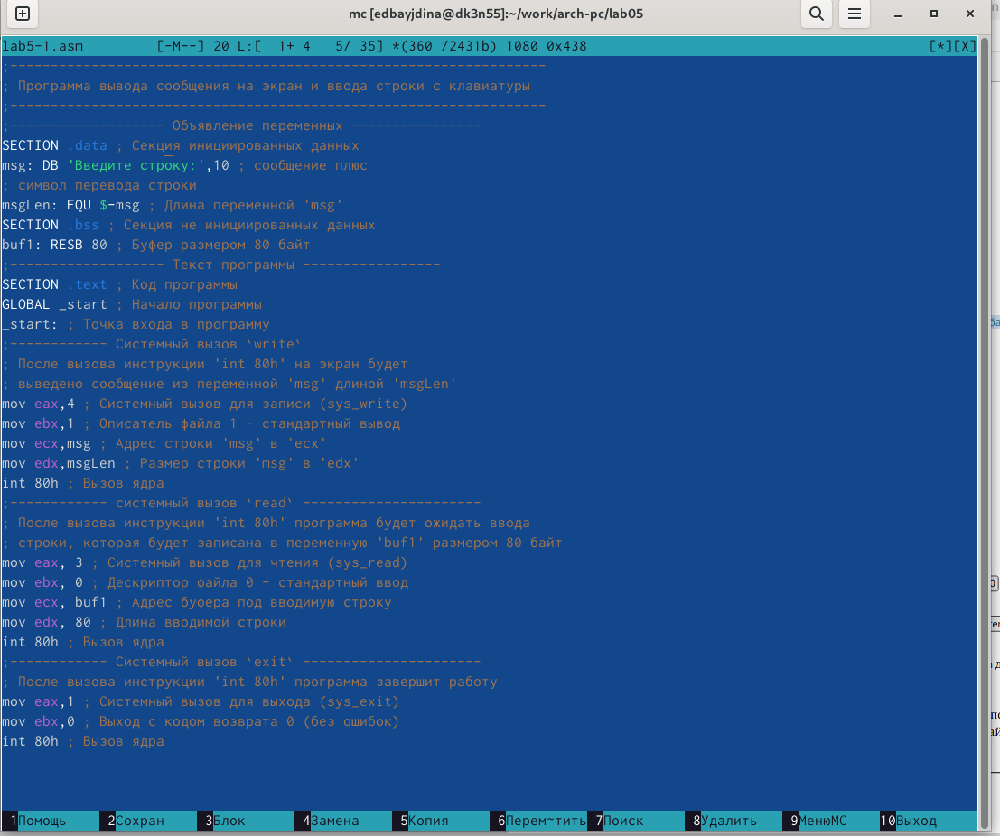 mc [edbayjdina@dk3n55]:~/work/arch-pc/lab05
lab5-1.asm [-M--] 20 L:[ 1+ 4 5/ 35] *(360 /2431b) 1080 0x438 [*][X]
;------------------------------------------------------------------
; Программа вывода сообщения на экран и ввода строки с клавиатуры
;------------------------------------------------------------------
;------------------- Объявление переменных ----------------
SECTION .data ; Секция инициированных данных
msg: DB 'Введите строку:',10 ; сообщение плюс
; символ перевода строки
msgLen: EQU $-msg ; Длина переменной 'msg'
SECTION .bss ; Секция не инициированных данных
buf1: RESB 80 ; Буфер размером 80 байт
;------------------- Текст программы -----------------
SECTION .text ; Код программы
GLOBAL _start ; Начало программы
_start: ; Точка входа в программу
;------------ Системный вызов `write`
; После вызова инструкции 'int 80h' на экран будет
; выведено сообщение из переменной 'msg' длиной 'msgLen'
mov eax,4 ; Системный вызов для записи (sys_write)
mov ebx,1 ; Описатель файла 1 - стандартный вывод
mov ecx,msg ; Адрес строки 'msg' в 'ecx'
mov edx,msgLen ; Размер строки 'msg' в 'edx'
int 80h ; Вызов ядра
;------------ системный вызов `read` ----------------------
; После вызова инструкции 'int 80h' программа будет ожидать ввода
; строки, которая будет записана в переменную 'buf1' размером 80 байт
mov eax, 3 ; Системный вызов для чтения (sys_read)
mov ebx, 0 ; Дескриптор файла 0 - стандартный ввод
mov ecx, buf1 ; Адрес буфера под вводимую строку
mov edx, 80 ; Длина вводимой строки
int 80h ; Вызов ядра
;------------ Системный вызов `exit` ----------------------
; После вызова инструкции 'int 80h' программа завершит работу
mov eax,1 ; Системный вызов для выхода (sys_exit)
mov ebx,0 ; Выход с кодом возврата 0 (без ошибок)
int 80h ; Вызов ядра
1Помощь 2Сохран 3Блок 4Замена 5Копия 6Перем~тить 7Поиск 8Удалить 9МенюMC 10Выход